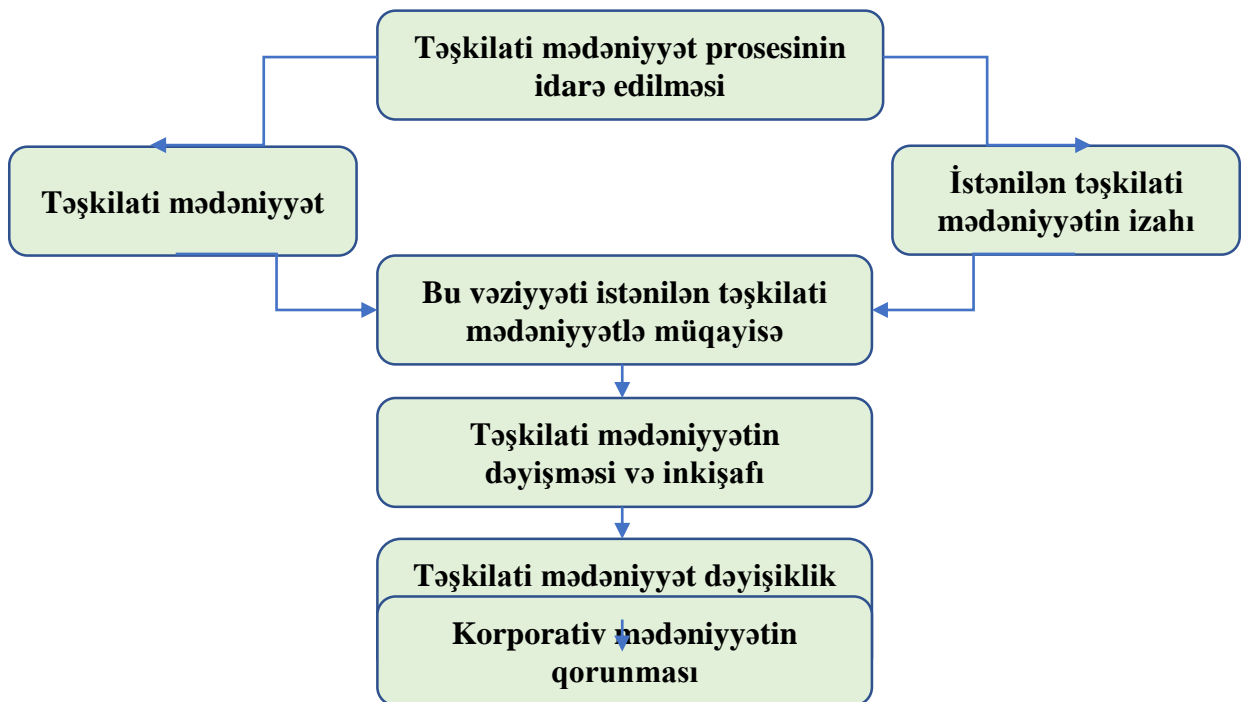 Təşkilati mədəniyyət prosesinin
idarə edilməsi
Təşkilati mədəniyyət
İstənilən təşkilati
mədəniyyətin izahı
Bu vəziyyəti istənilən təşkilati
mədəniyyətlə müqayisə
Təşkilati mədəniyyətin
dəyişməsi və inkişafı
Təşkilati mədəniyyət dəyişiklik
Korporativ mədəniyyətin
qorunması